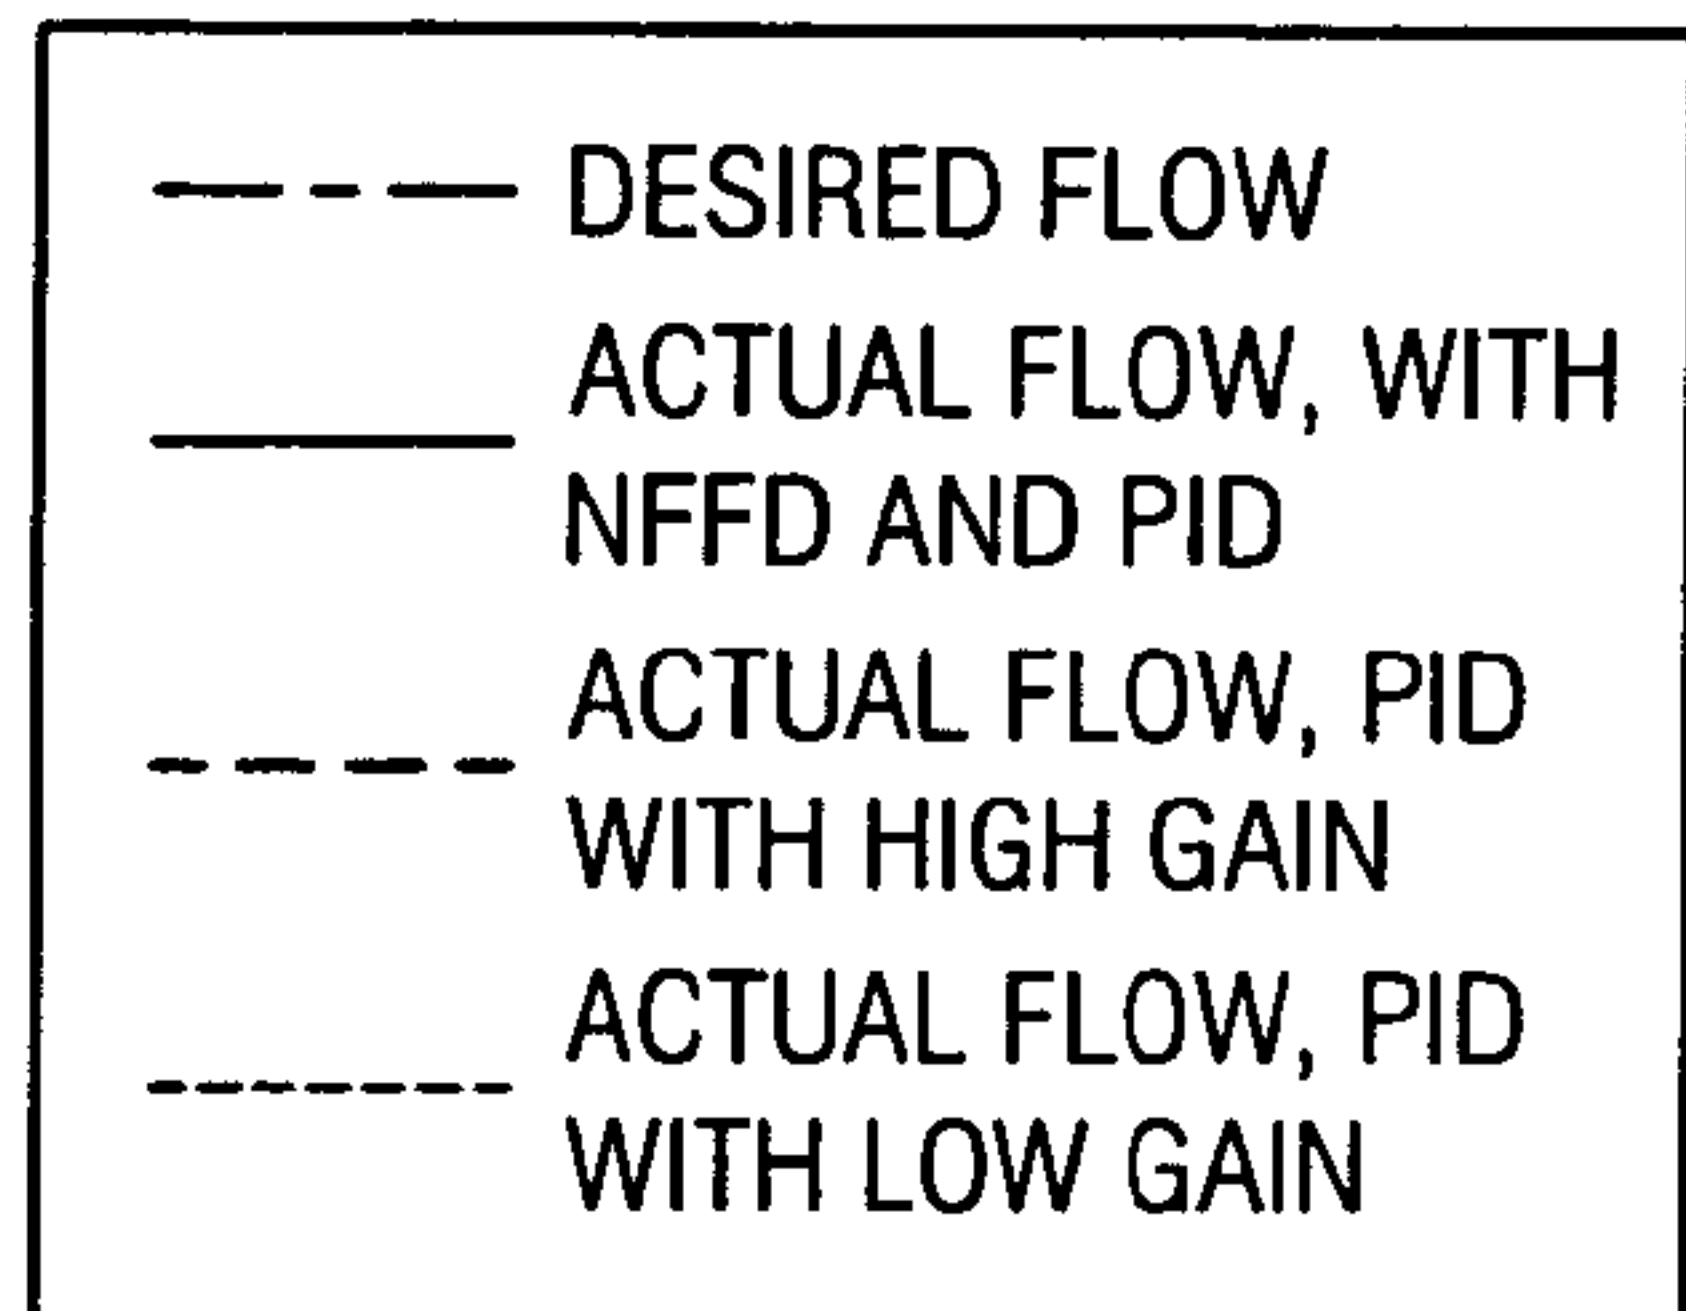 DESIRED FLOW
ACTUAL FLOW, WITH
NFFD AND PID
ACTUAL FLOW, PID
WITH HIGH GAIN
ACTUAL FLOW, PID
WITH LOW GAIN